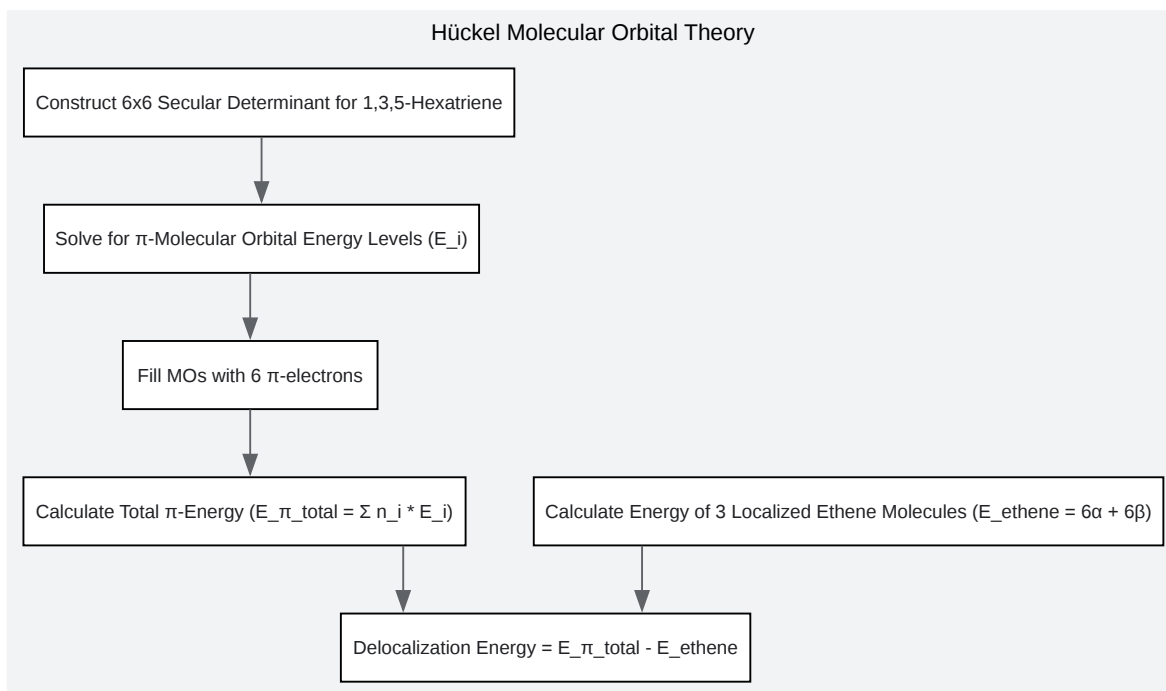 Hückel Molecular Orbital Theory
Construct 6x6 Secular Determinant for 1,3,5-Hexatriene
Solve for π-Molecular Orbital Energy Levels (E_i)
Fill MOs with 6 π-electrons
Calculate Total π-Energy (E_π_total = Σ n_i * E_i)
Calculate Energy of 3 Localized Ethene Molecules (E_ethene = 6α + 6β)
Delocalization Energy = E_π_total - E_ethene